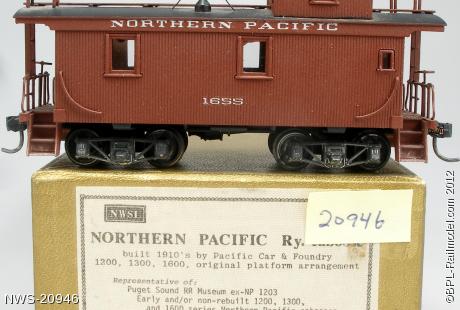 NORTHERN PACIFIC
1655
NWSL
20946
NORTHERN PACIFIC Ry.
built 1910's by Pacific Car & Foundry
1200, 1300, 1600, original platform arrangement
Representative of:
Puget Sound RR Museum ex-NP 1203
Early and/or non-rebuilt 1200, 1300,
and 1600 series Northern Pacific
NWS-20946
©BPL-Railmodel.com 2012